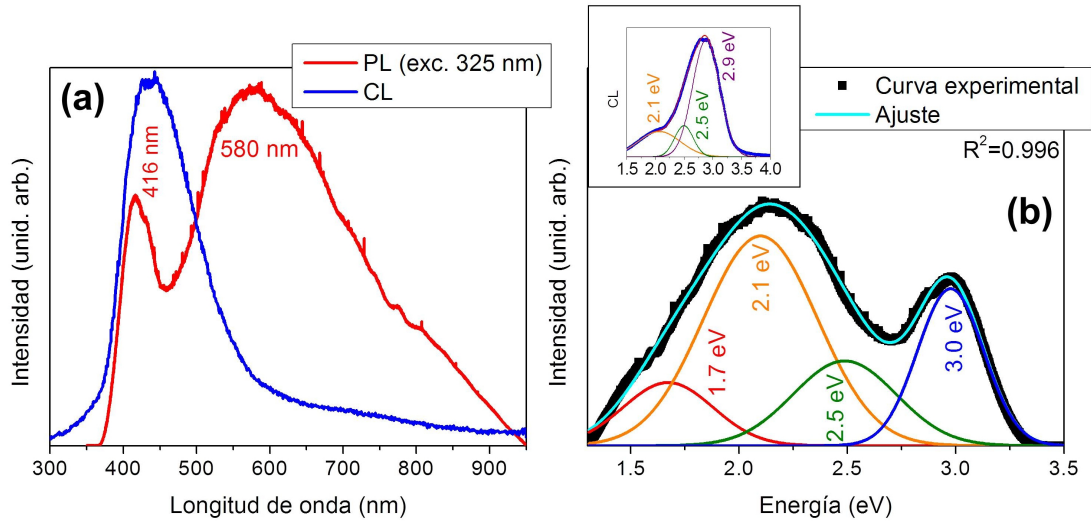 (a)
PL (exc. 325 nm)
CL
416 nm
580 nm
Intensidad (unid. arb.)
300 400 500 600 700 800 900
Longitud de onda (nm)
CL
2.1 eV
2.5 eV
2.9 eV
1.5 2.0 2.5 3.0 3.5 4.0
Curva experimental
Ajuste
R²=0.996
(b)
1.7 eV
2.1 eV
2.5 eV
3.0 eV
Intensidad (unid. arb.)
1.5 2.0 2.5 3.0 3.5
Energía (eV)